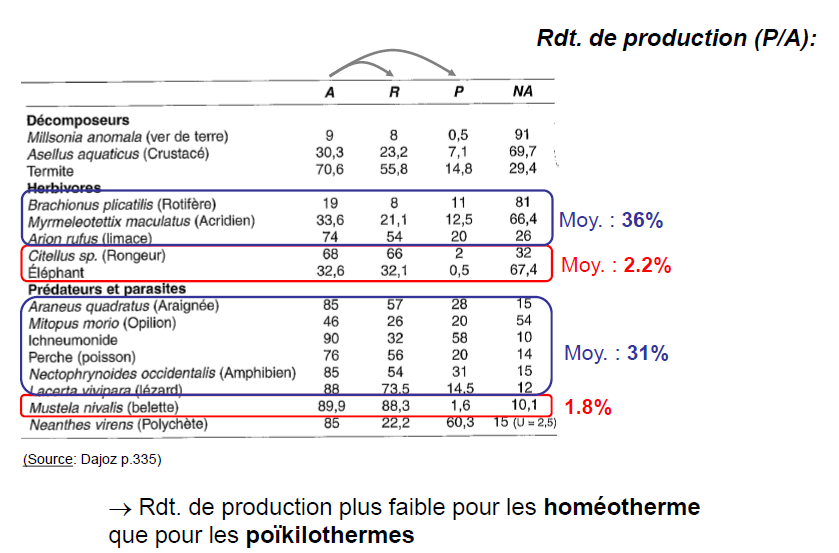 Rdt. de production (P/A):
A R P NA
Décomposeurs
Millsonia anomala (ver de terre) 9 8 0,5 91
Asellus aquaticus (Crustacé) 30,3 23,2 7,1 69,7
Termite 70,6 55,8 14,8 29,4
Herbivores
Brachionus plicatilis (Rotifère) 19 8 11 81
Myrmeleotettix maculatus (Acridien) 33,6 21,1 12,5 66,4
Moy. : 36%
Arion rufus (limace) 74 54 20 26
Citellus sp. (Rongeur) 68 66 2 32
Moy. : 2.2%
Éléphant 32,6 32,1 0,5 67,4
Prédateurs et parasites
Araneus quadratus (Araignée) 85 57 28 15
Mitopus morio (Opilion) 46 26 20 54
Ichneumonide 90 32 58 10
Moy. : 31%
Perche (poisson) 76 56 20 14
Nectophrynoides occidentalis (Amphibien) 85 54 31 15
Lacerta vivipara (lézard) 88 73,5 14,5 12
Mustela nivalis (belette) 89,9 88,3 1,6 10,1 1.8%
Neanthes virens (Polychète) 85 22,2 60,3 15 (U = 2,5)
(Source: Dajoz p.335)
→ Rdt. de production plus faible pour les homéotherme
que pour les poïkilothermes